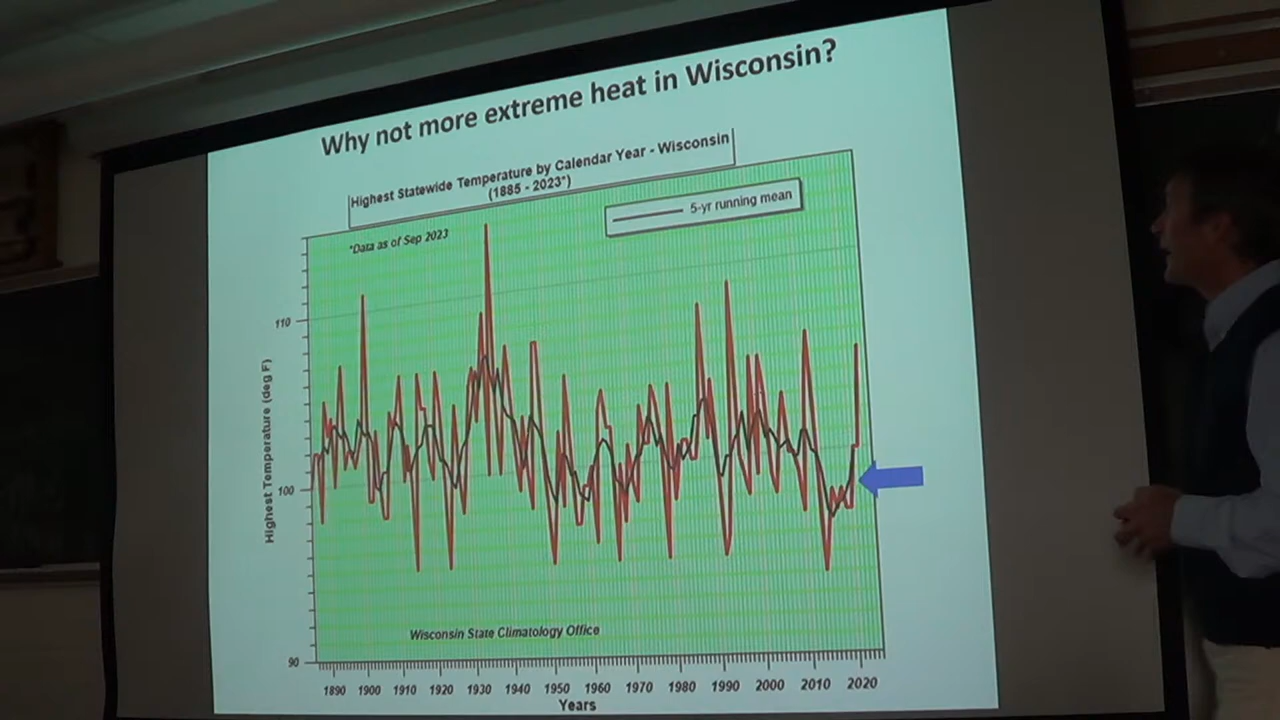 Why not more extreme heat in Wisconsin?
Highest Statewide Temperature by Calendar Year - Wisconsin
(1885 - 2023*)
5-yr running mean
*Data as of Sep 2023
110
100
90
Highest Temperature (deg F)
Wisconsin State Climatology Office
1890 1900 1910 1920 1930 1940 1950 1960 1970 1980 1990 2000 2010 2020
Years